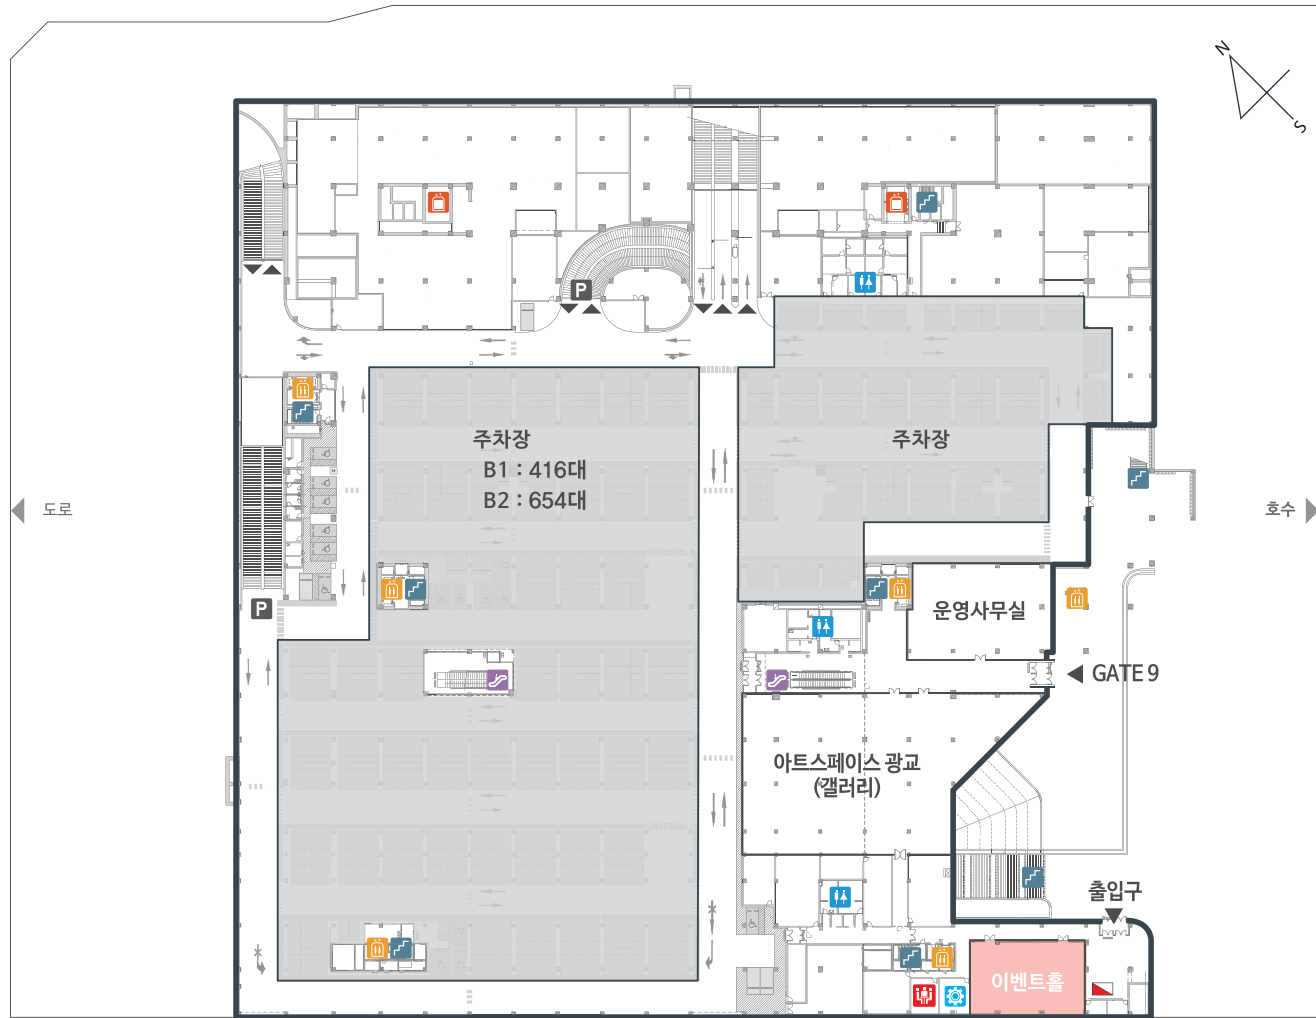 N
S
P
주차장
B1 : 416대
B2 : 654대
주차장
도로
호수
P
운영사무실
GATE 9
아트스페이스 광교
(갤러리)
출입구
이벤트홀